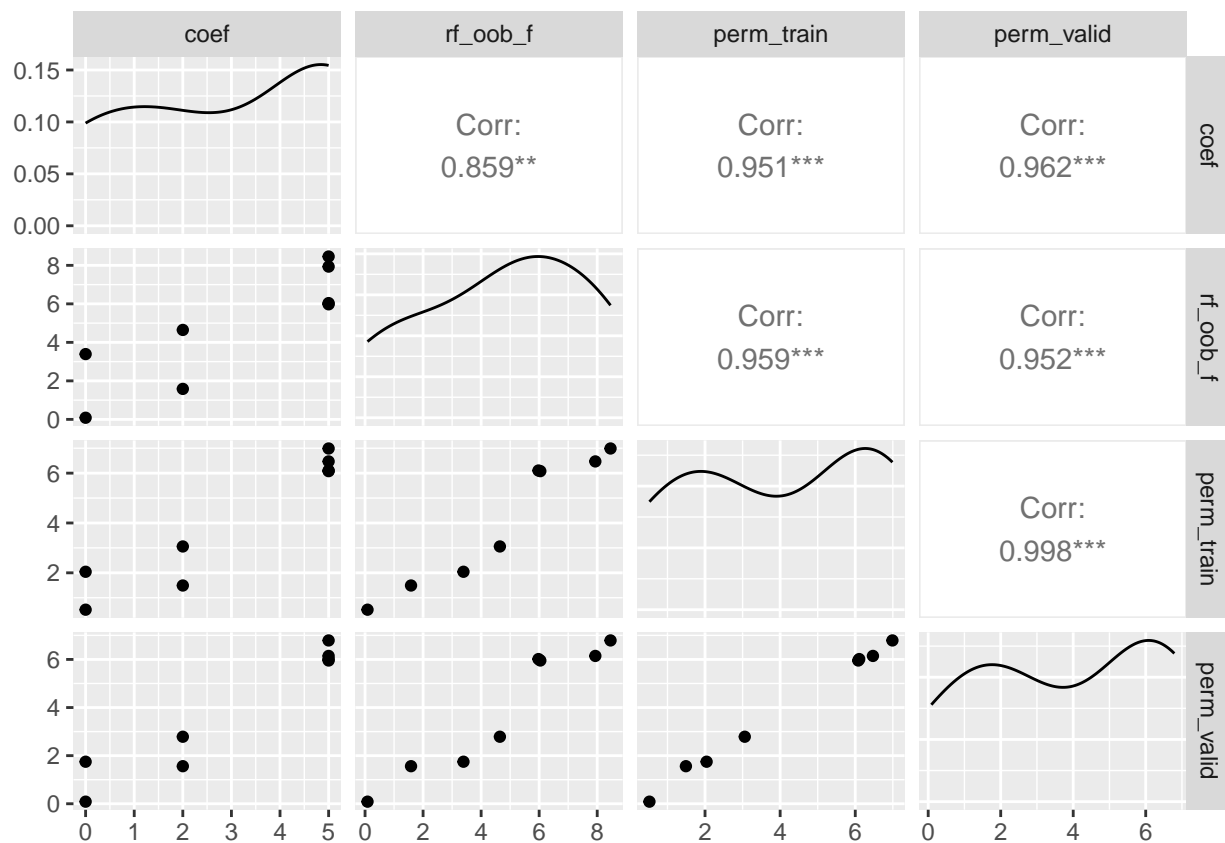 coef rf_oob_f perm_train perm_valid
0.15
0.10
0.05
0.00
Corr:
0.859**
Corr:
0.951***
Corr:
0.962***
coef
8
6
4
2
0
Corr:
0.959***
Corr:
0.952***
rf_oob_f
6
4
2
Corr:
0.998***
perm_train
6
4
2
0
perm_valid
0 1 2 3 4 5 0 2 4 6 8 2 6 0 2 4 6